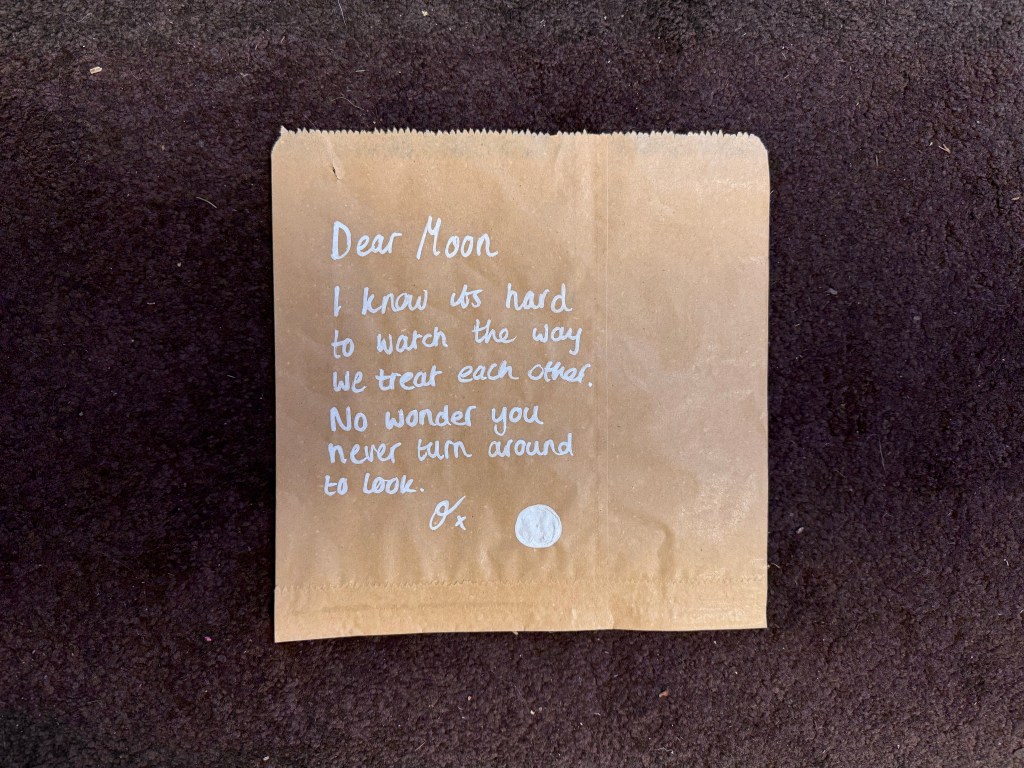 Dear Moon
I know its hard
to watch the way
we treat each other.
No wonder you
never turn around
to look.
O x